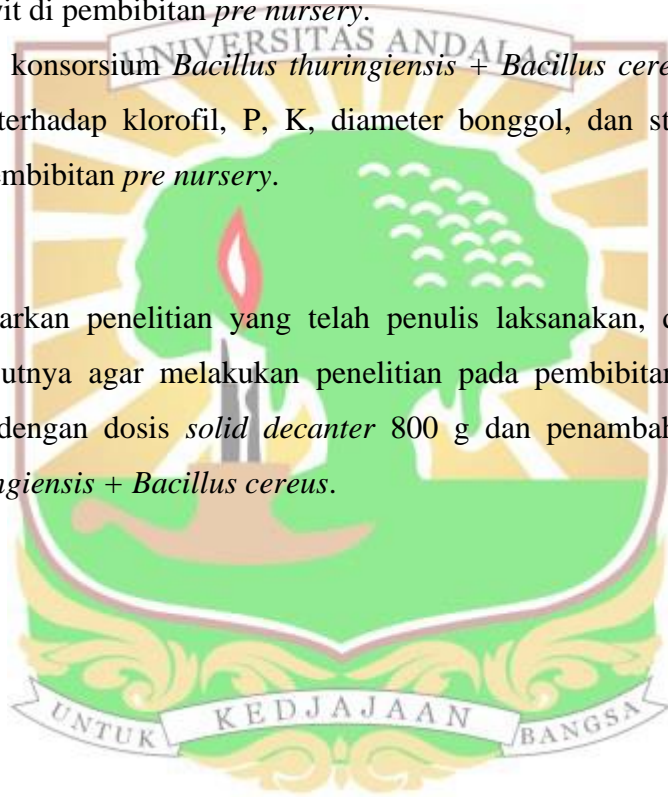 wit di pembibitan pre nursery.
UNIVERSITAS ANDALAS
konsorsium Bacillus thuringiensis + Bacillus cere
terhadap klorofil, P, K, diameter bonggol, dan st
embibitan pre nursery.
arkan penelitian yang telah penulis laksanakan, d
utnya agar melakukan penelitian pada pembibitan
dengan dosis solid decanter 800 g dan penambah
ngiensis + Bacillus cereus.
UNTUK KEDJAJAAN BANGSA